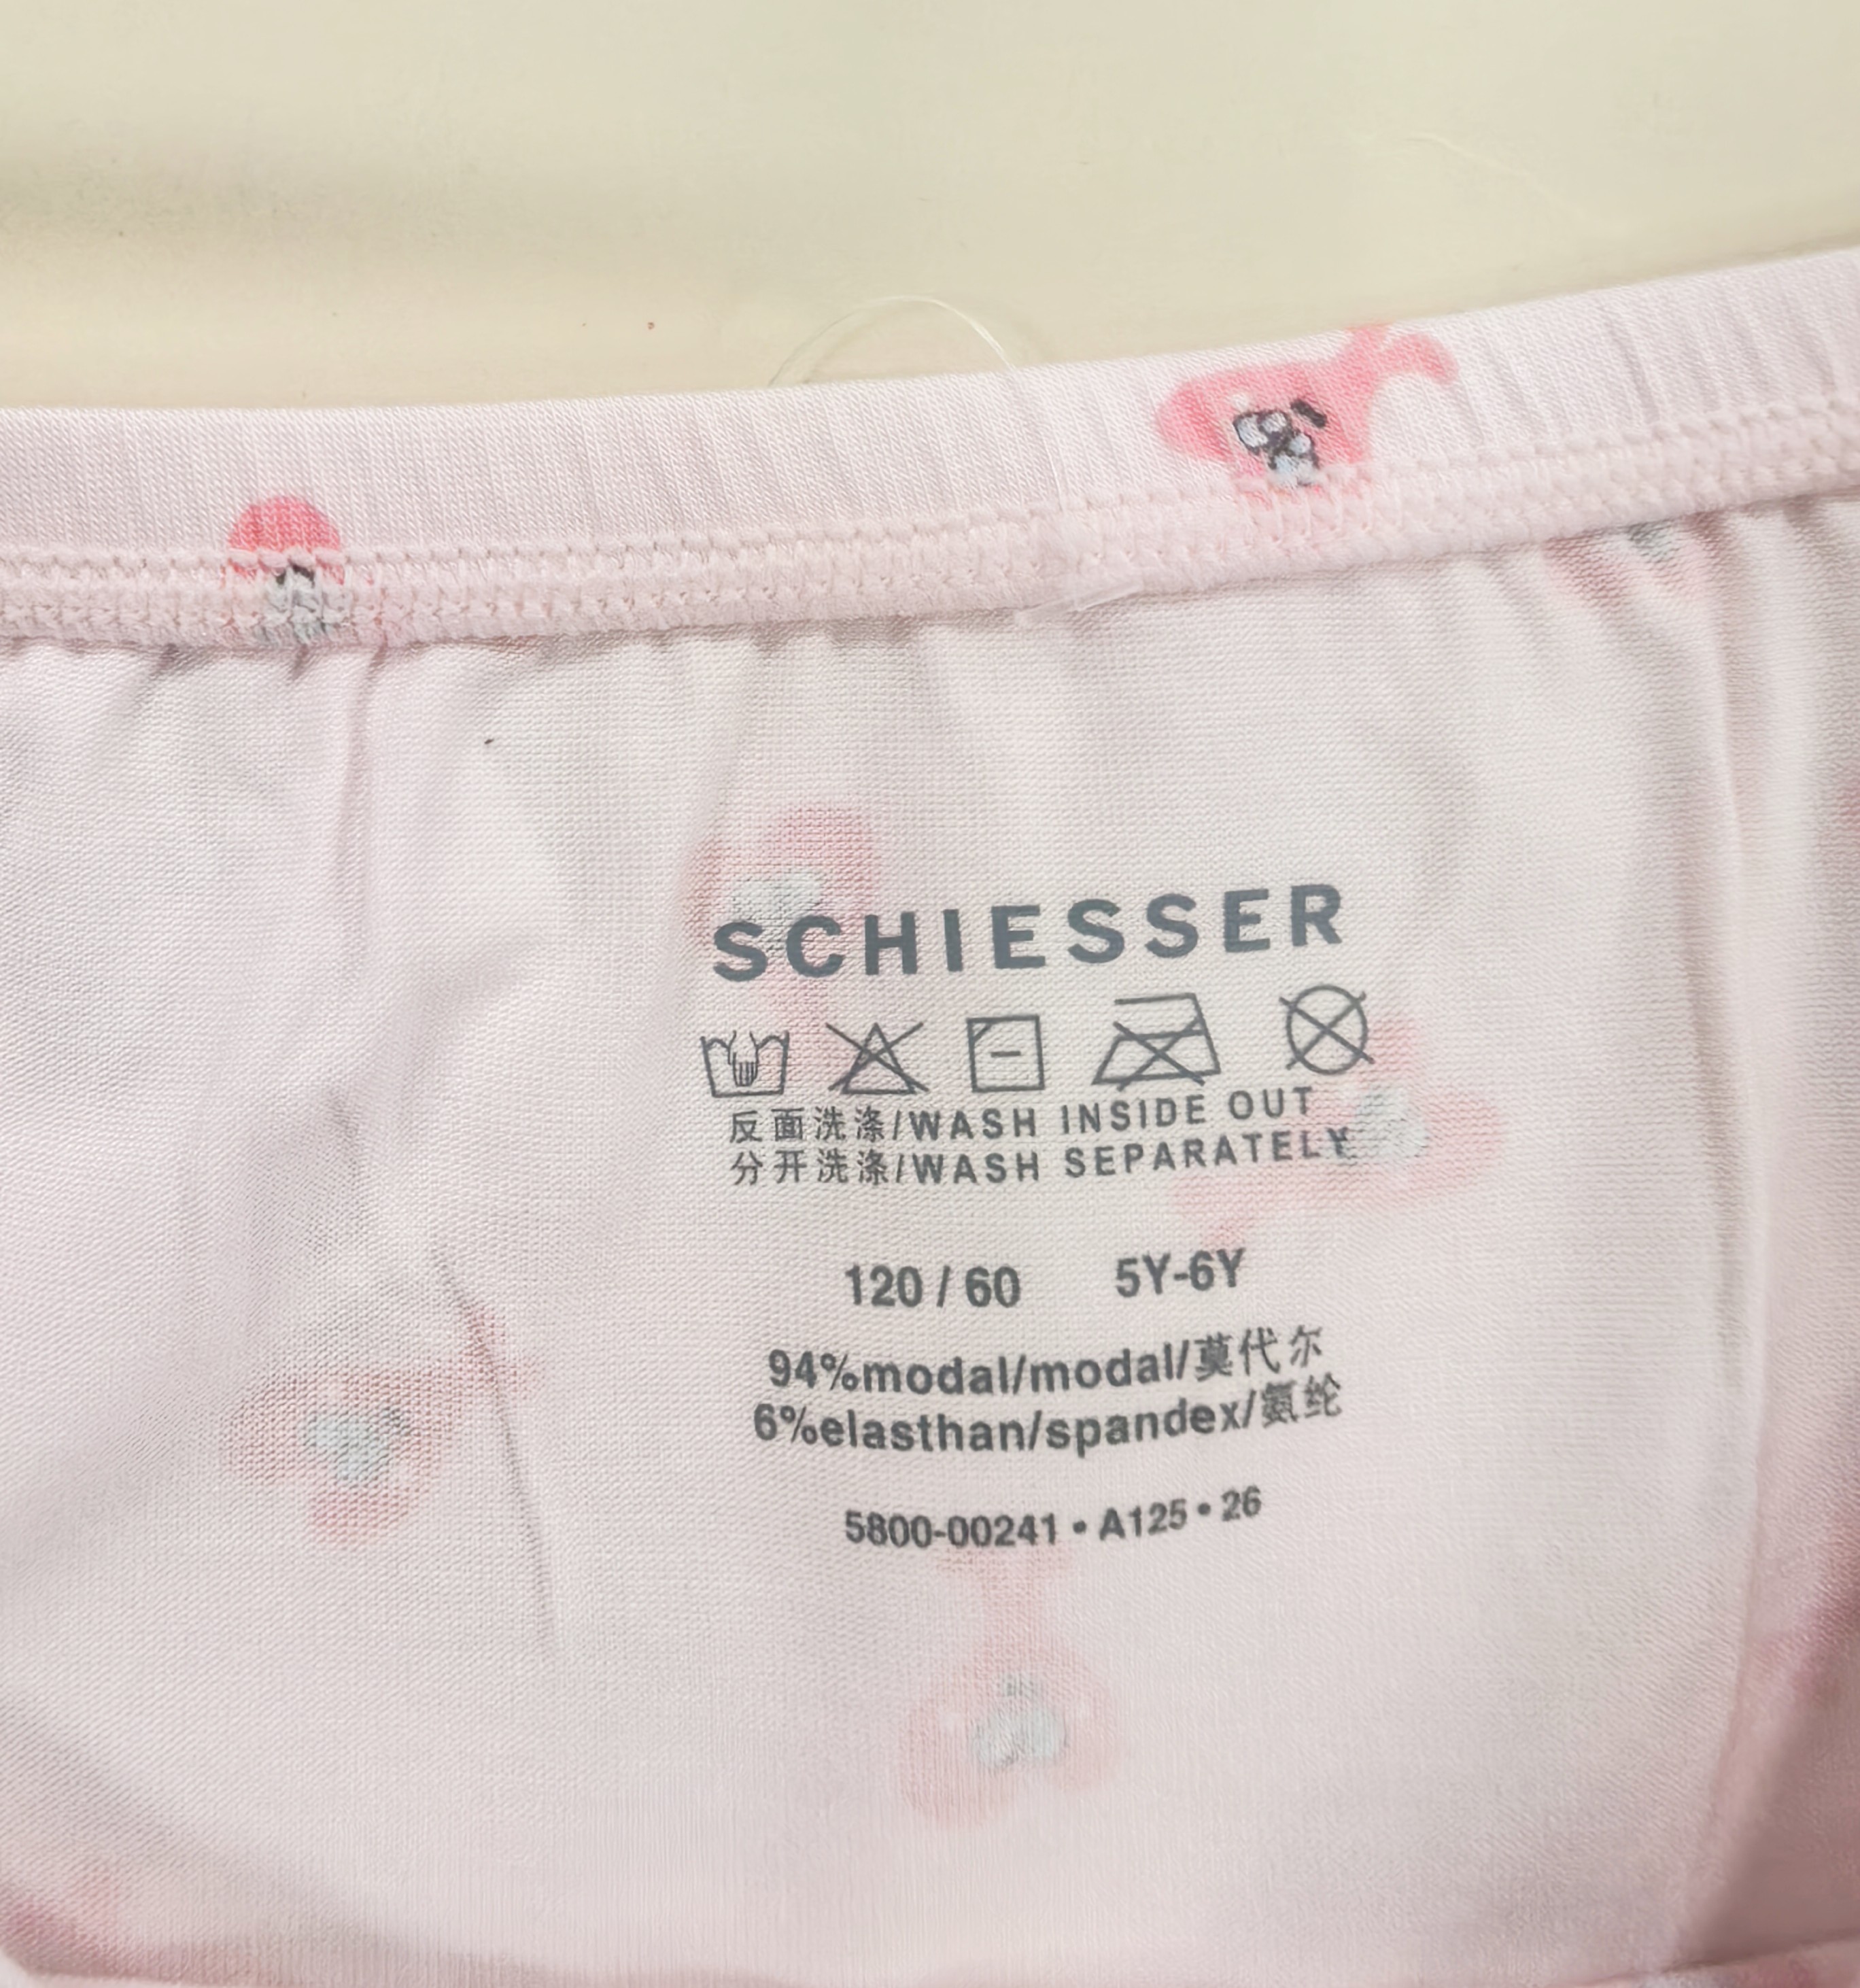 SCHIESSER
反面洗涤/WASH INSIDE OUT
分开洗涤/WASH SEPARATELY
120 / 60 5Y-6Y
94%modal/modal/莫代尔
6%elasthan/spandex/氨纶
5800-00241 • A125 • 26